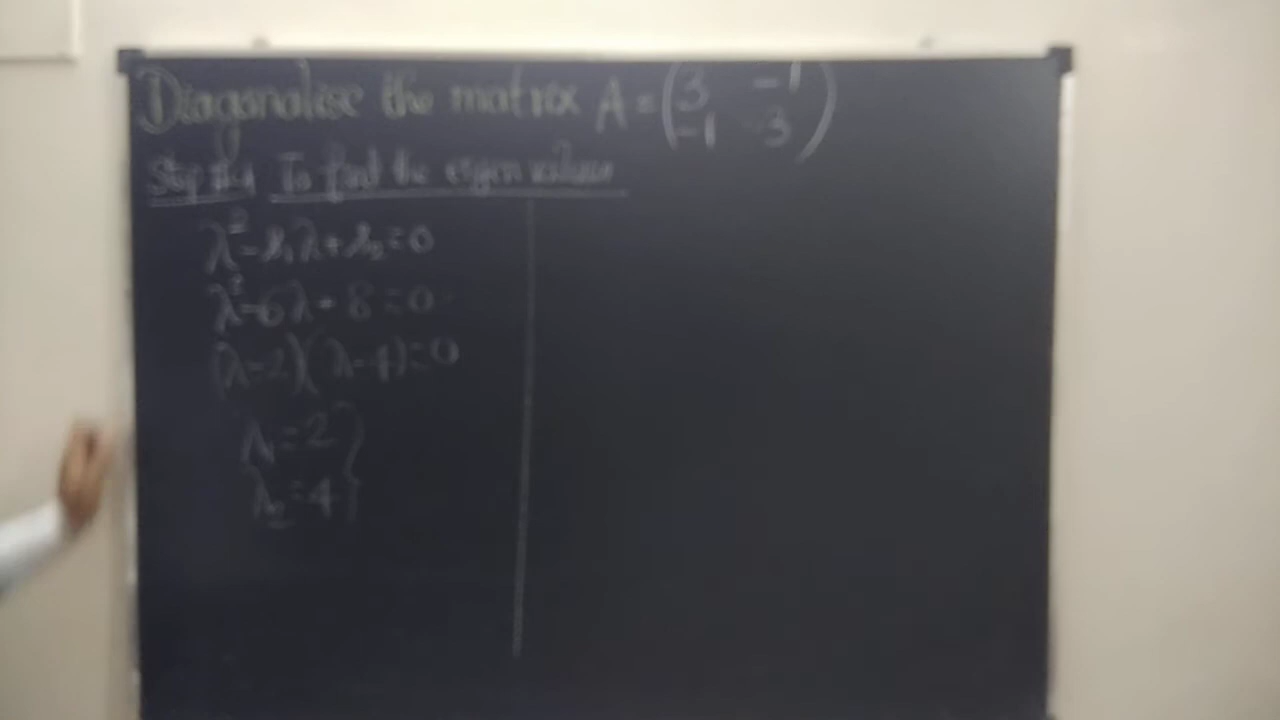 Diagonalise the matrix A = (3 -1
-1 3)
Step To find the eigen values
λ² - s₁λ + s₂ = 0
λ² - 6λ + 8 = 0
(λ-2)(λ-4) = 0
λ₁ = 2
λ₂ = 4